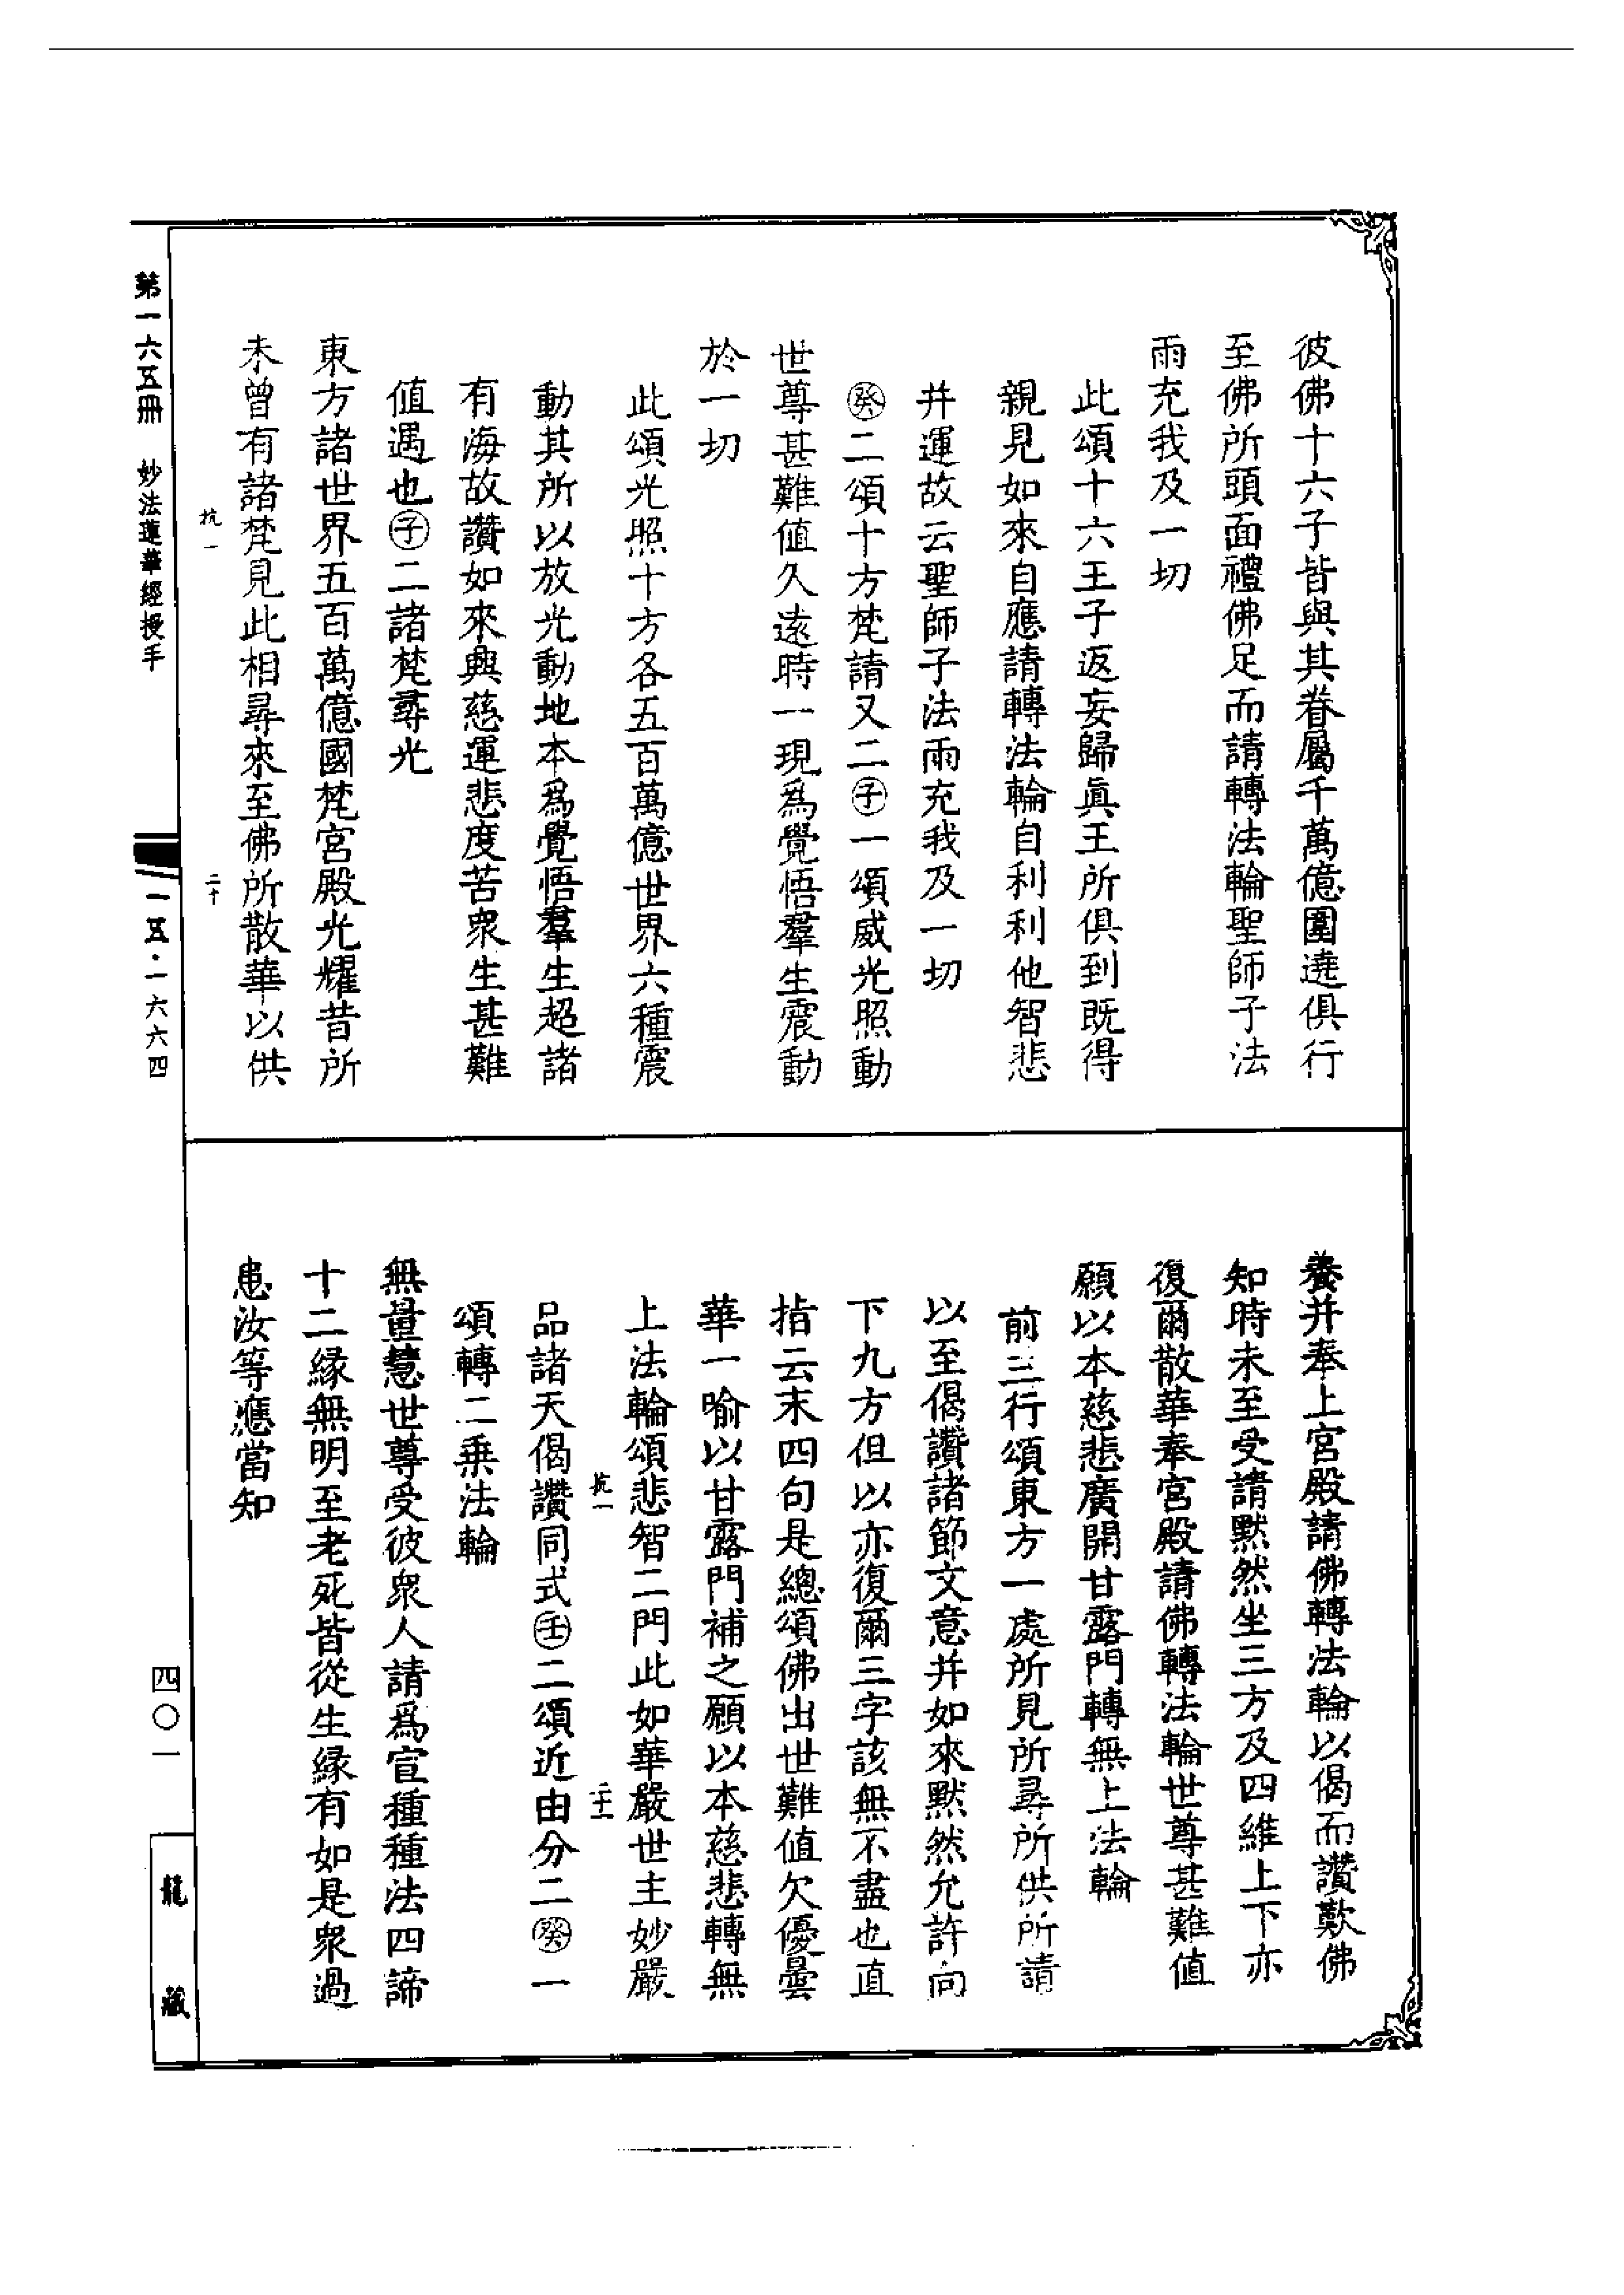 彼佛十六子皆與其眷屬千萬億圍遶俱行
至佛所頭面禮佛足而請轉法輪聖師子法
雨充我及一切
此頌十六王子返妄歸眞王所俱到既得
親見如來自應請轉法輪自利利他智悲
并運故云聖師子法雨充我及一切
㊅二頌十方梵請又二㊀一頌威光照動
世尊甚難值久遠時一現爲覺悟羣生震動
於一切
此頌光照十方各五百萬億世界六種震
動其所以放光動地本爲覺悟羣生超諸
有海故讚如來興慈運悲度苦衆生甚難
值遇也子二諸梵尋光
東方諸世界五百萬億國梵宮殿光耀昔所
未曾有諸梵見此相尋來至佛所散華以供
抗一
二十
第一六五冊 妙法蓮華經授手
一五·一六六四
養并奉上宮殿請佛轉法輪以偈而讚歎佛
知時未至受請默然坐三方及四維上下亦
復爾散華奉宮殿請佛轉法輪世尊甚難值
願以本慈悲廣開甘露門轉無上法輪
前三行頌東方一處所見所尋所供所請
以至偈讚諸節文意并如來默然允許向
下九方但以亦復爾三字該無不盡也直
指云末四句是總頌佛出世難值欠優曇
華一喻以甘露門補之願以本慈悲轉無
上法輪頌悲智二門此如華嚴世主妙嚴
抗一
二十一
品諸天偈讚同式壬二頌近由分二癸一
頌轉二乗法輪
無量慧世尊受彼衆人請爲宣種種法四諦
十二緣無明至老死皆從生緣有如是衆過
患汝等應當知
四〇一
龍藏